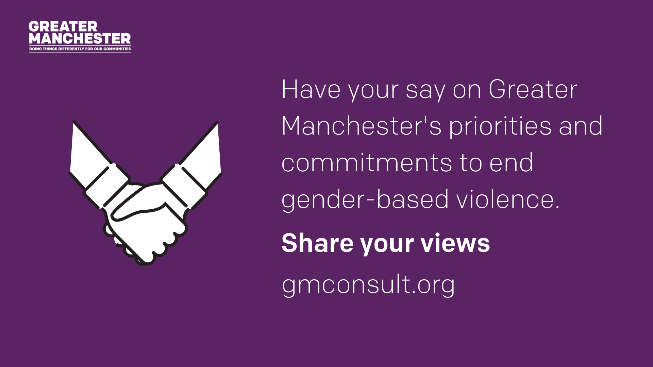 GREATER
MANCHESTER
DOING THINGS DIFFERENTLY FOR OUR COMMUNITIES
Have your say on Greater
Manchester's priorities and
commitments to end
gender-based violence.
Share your views
gmconsult.org